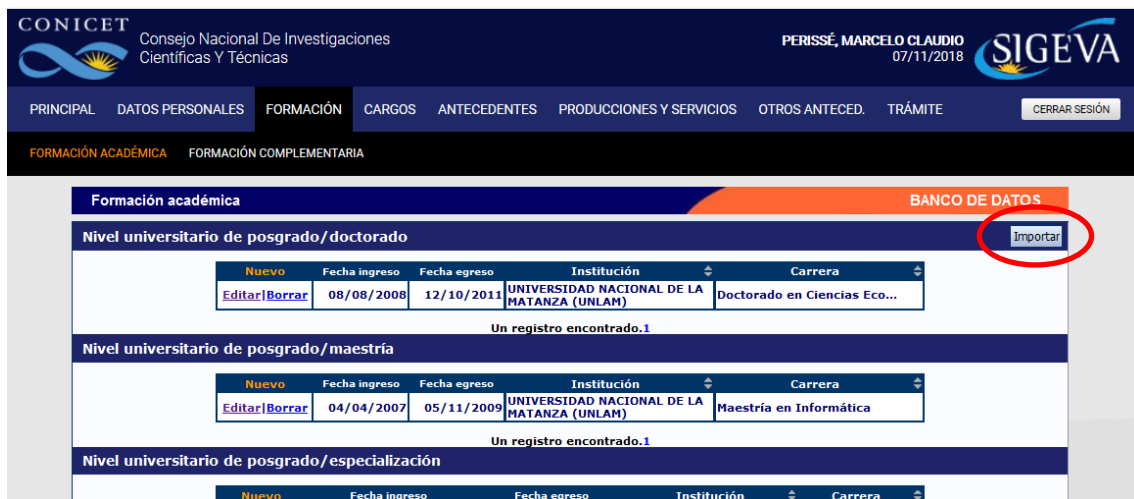 CONICET
Consejo Nacional De Investigaciones
Científicas Y Técnicas
PERISSÉ, MARCELO CLAUDIO
07/11/2018
SIGEVA
PRINCIPAL DATOS PERSONALES FORMACIÓN CARGOS ANTECEDENTES PRODUCCIONES Y SERVICIOS OTROS ANTECED. TRÁMITE CERRAR SESIÓN
FORMACIÓN ACADÉMICA FORMACIÓN COMPLEMENTARIA
Formación académica BANCO DE DATOS
Nivel universitario de posgrado/doctorado Importar
Nuevo Fecha ingreso Fecha egreso Institución Carrera
Editar|Borrar 08/08/2008 12/10/2011 UNIVERSIDAD NACIONAL DE LA MATANZA (UNLAM) Doctorado en Ciencias Eco...
Un registro encontrado.1
Nivel universitario de posgrado/maestría
Nuevo Fecha ingreso Fecha egreso Institución Carrera
Editar|Borrar 04/04/2007 05/11/2009 UNIVERSIDAD NACIONAL DE LA MATANZA (UNLAM) Maestría en Informática
Un registro encontrado.1
Nivel universitario de posgrado/especialización
Nuevo Fecha ingreso Fecha egreso Institución Carrera